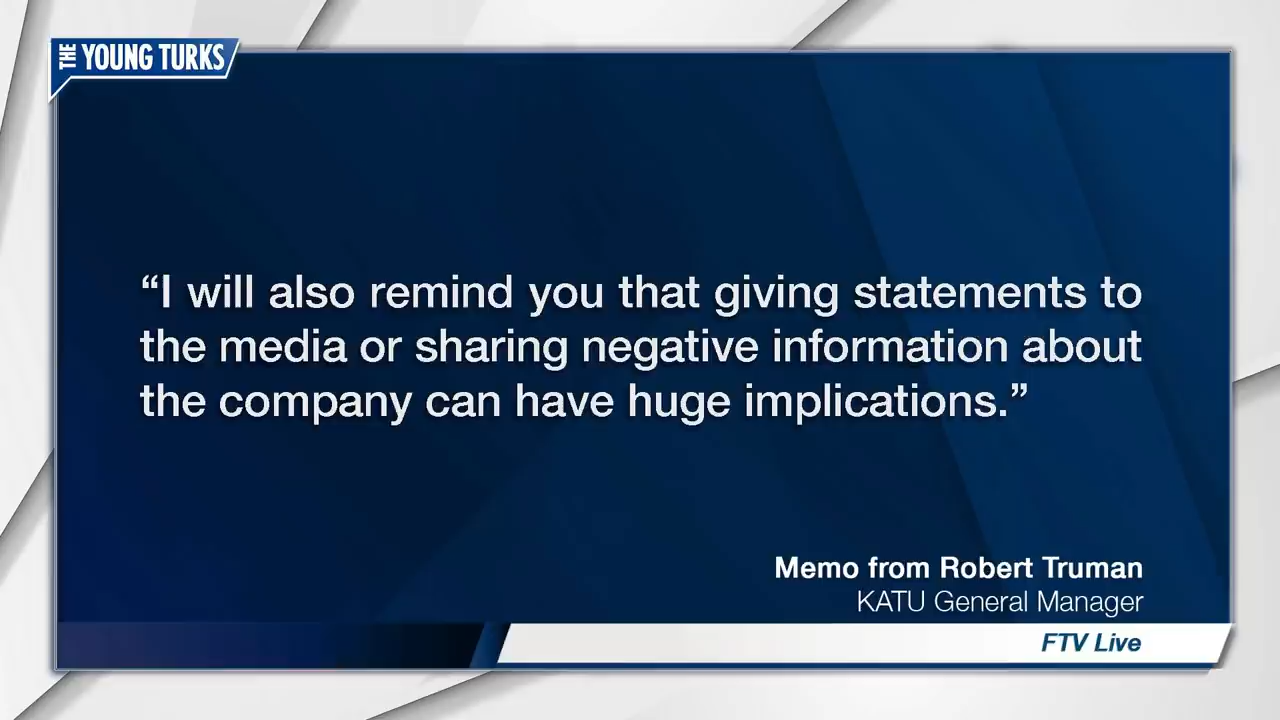 THE YOUNG TURKS
“I will also remind you that giving statements to
the media or sharing negative information about
the company can have huge implications.”
Memo from Robert Truman
KATU General Manager
FTV Live